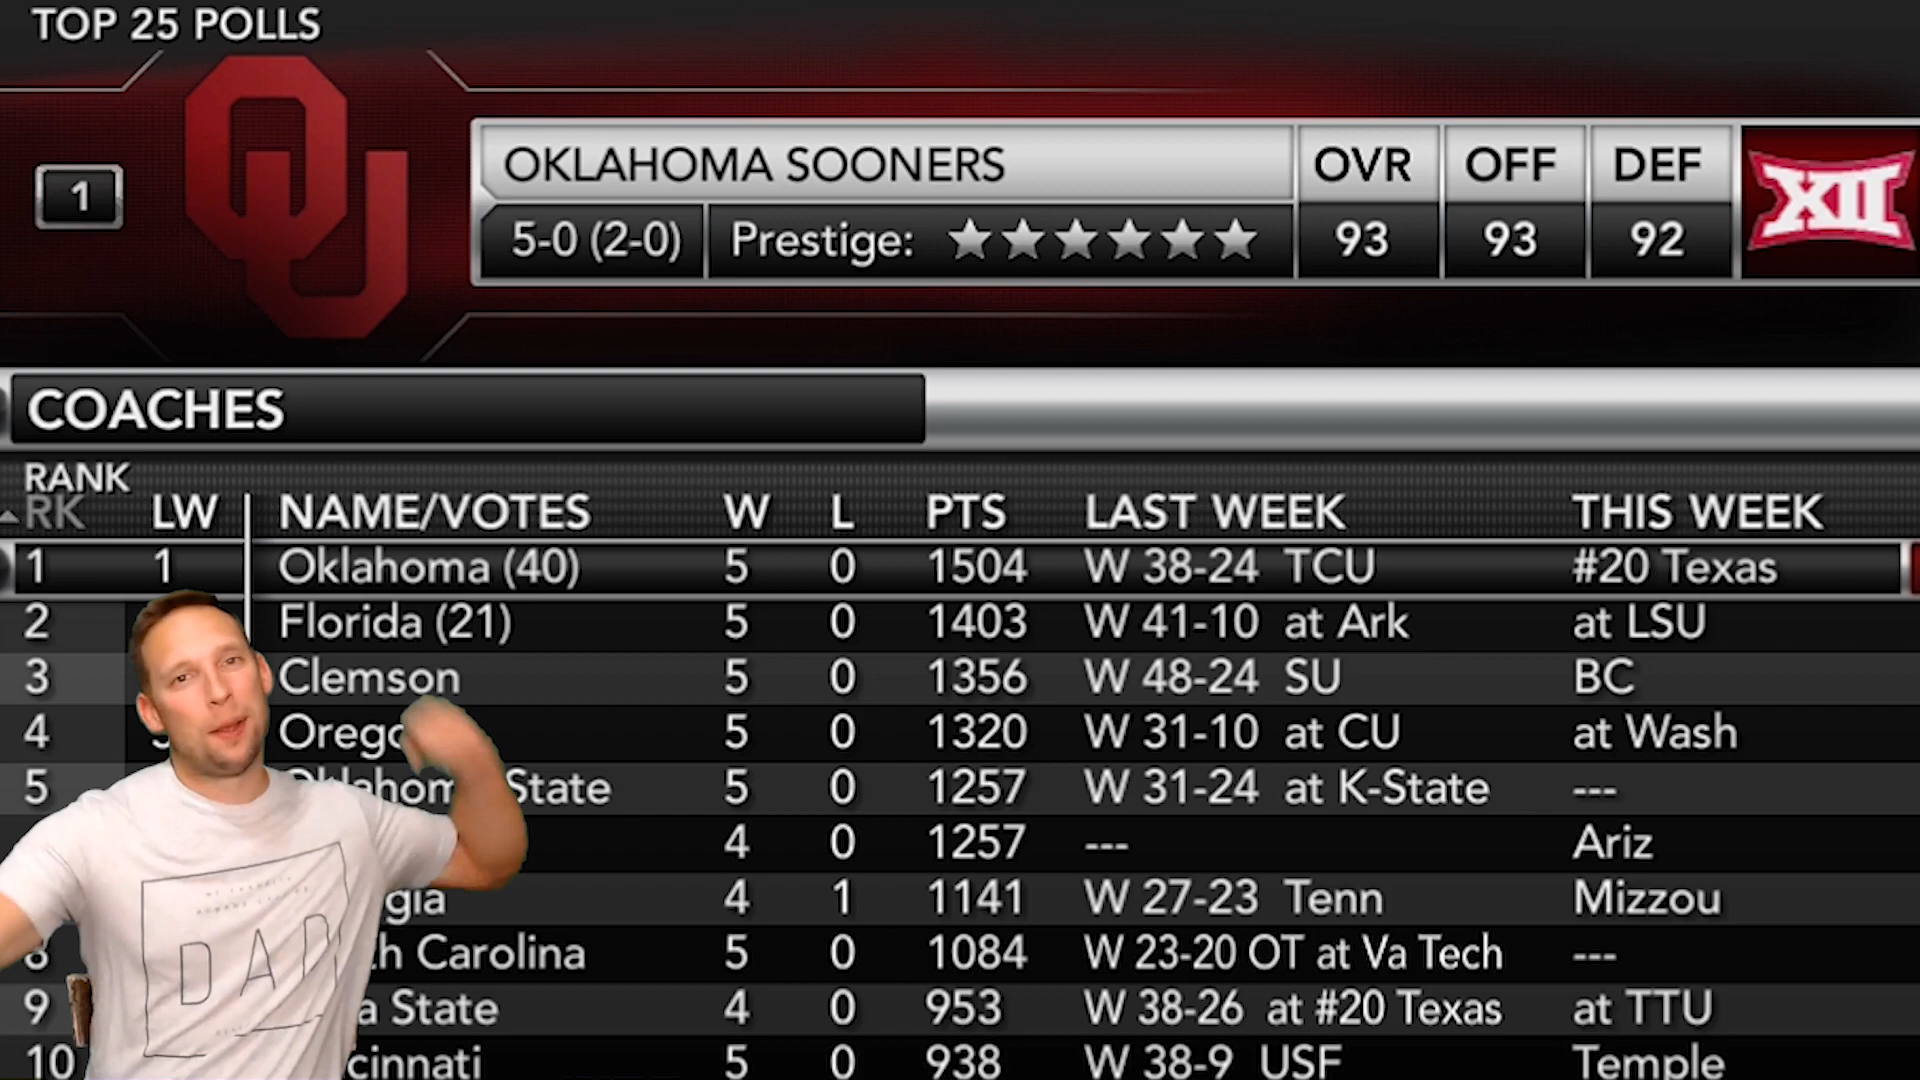 TOP 25 POLLS
1
OKLAHOMA SOONERS OVR OFF DEF XII
5-0 (2-0) Prestige: 93 93 92
COACHES
RANK
RK LW NAME/VOTES W L PTS LAST WEEK THIS WEEK
1 1 Oklahoma (40) 5 0 1504 W 38-24 TCU #20 Texas
2 Florida (21) 5 0 1403 W 41-10 at Ark at LSU
3 Clemson 5 0 1356 W 48-24 SU BC
4 5 0 1320 W 31-10 at CU at Wash
5 Oklahoma State 5 0 1257 W 31-24 at K-State ---
4 0 1257 --- Ariz
gia 4 1 1141 W 27-23 Tenn Mizzou
8 h Carolina 5 0 1084 W 23-20 OT at Va Tech ---
9 a State 4 0 953 W 38-26 at #20 Texas at TTU
10 cinnati 5 0 938 W 38-9 USF Temple
DAD